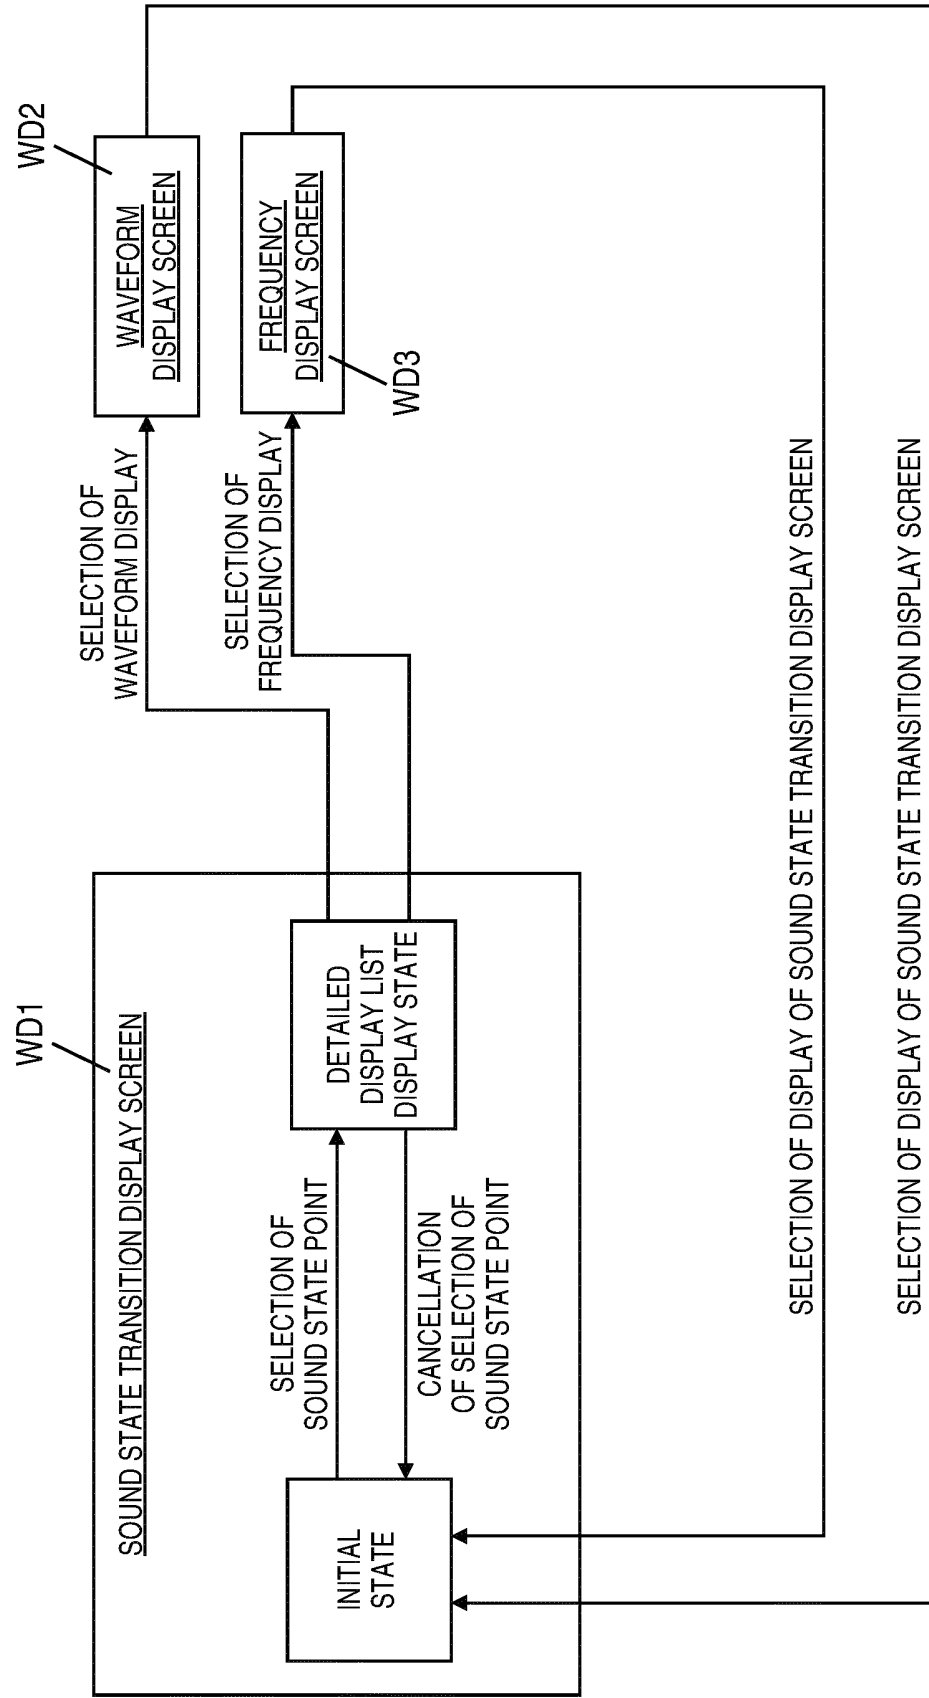 WD1
SOUND STATE TRANSITION DISPLAY SCREEN
INITIAL
STATE
SELECTION OF
SOUND STATE POINT
CANCELLATION
OF SELECTION OF
SOUND STATE POINT
DETAILED
DISPLAY LIST
DISPLAY STATE
SELECTION OF
WAVEFORM DISPLAY
SELECTION OF
FREQUENCY DISPLAY
WD2
WAVEFORM
DISPLAY SCREEN
FREQUENCY
DISPLAY SCREEN
WD3
SELECTION OF DISPLAY OF SOUND STATE TRANSITION DISPLAY SCREEN
SELECTION OF DISPLAY OF SOUND STATE TRANSITION DISPLAY SCREEN